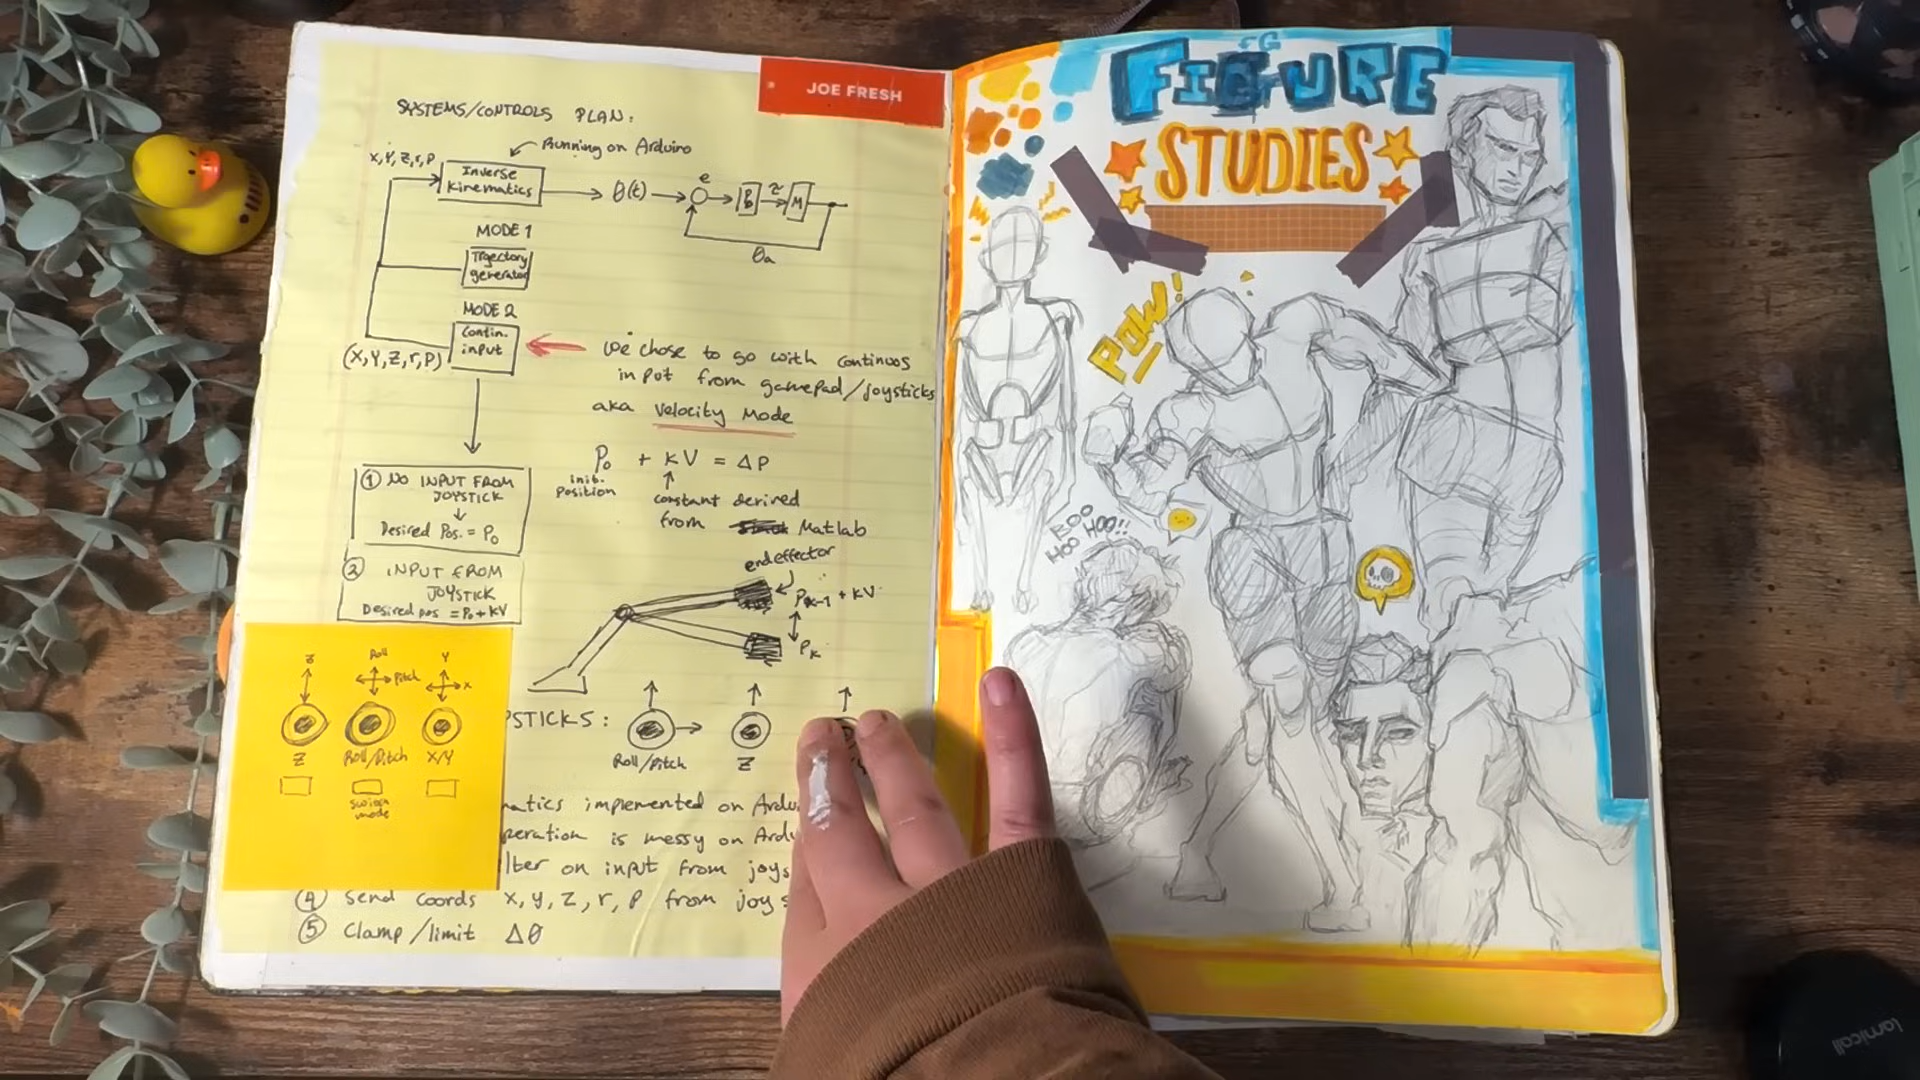 JOE FRESH
SYSTEMS/CONTROLS PLAN:
Running on Arduino
X, Y, Z, r, P
Inverse
Kinematics
θ(t)
e
PD
τ
M
θa
MODE 1
Trajectory
generator
MODE 2
Contin.
input
(X, Y, Z, r, P)
We chose to go with continuos
input from gamepad/joysticks
aka Velocity Mode
P₀ + kV = ΔP
init.
Position
constant derived
from Matlab
① NO INPUT FROM
JOYSTICK
Desired Pos. = P₀
② INPUT FROM
JOYSTICK
Desired pos = P₀ + kV
end effector
Pk-1 + kV
Pk
YSTICKS:
Roll/Pitch
Z
Z
Roll
Pitch
Y
X
Z
Roll/Pitch
X/Y
Switch
mode
matics implemented on Ardu
peration is messy on Ardu
lter on input from joys
④ Send coords X, Y, Z, r, P from joys
⑤ Clamp/limit Δθ
FIGURE
STUDIES
POW!
BOO
HOO HOO!!
lamicall